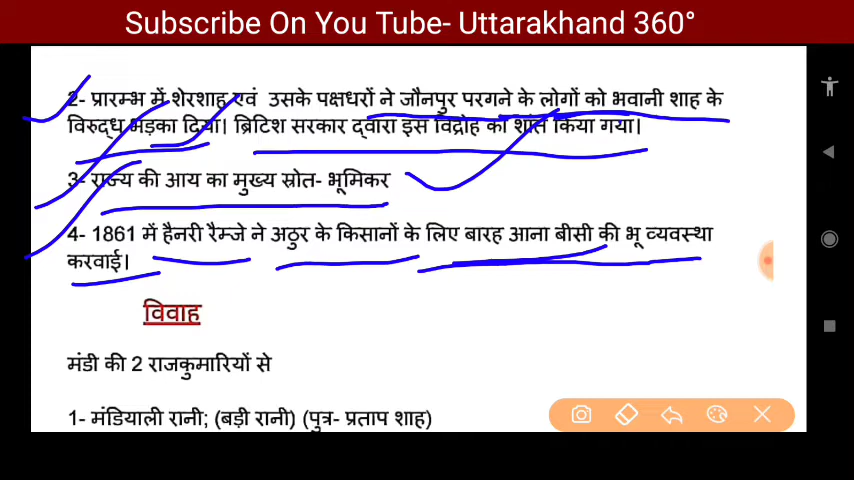 Subscribe On You Tube- Uttarakhand 360°
2- प्रारम्भ में शेरशाह एवं उसके पक्षधरों ने जौनपुर परगने के लोगों को भवानी शाह के
विरुद्ध भड़का दिया। ब्रिटिश सरकार द्वारा इस विद्रोह को शांत किया गया।
3- राज्य की आय का मुख्य स्रोत- भूमिकर
4- 1861 में हैनरी रैम्जे ने अठुर के किसानों के लिए बारह आना बीसी की भू व्यवस्था
करवाई।
विवाह
मंडी की 2 राजकुमारियों से
1- मंडियाली रानी; (बड़ी रानी) (पुत्र- प्रताप शाह)